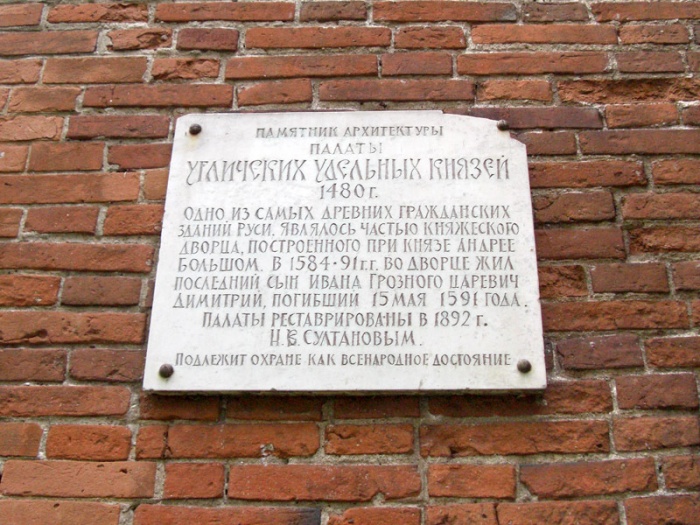 ПАМЯТНИК АРХИТЕКТУРЫ
ПАЛАТЫ
УГЛИЧСКИХ УДЕЛЬНЫХ КНЯЗЕЙ
1480 г.
ОДНО ИЗ САМЫХ ДРЕВНИХ ГРАЖДАНСКИХ
ЗДАНИЙ РУСИ. ЯВЛЯЛОСЬ ЧАСТЬЮ КНЯЖЕСКОГО
ДВОРЦА, ПОСТРОЕННОГО ПРИ КНЯЗЕ АНДРЕЕ
БОЛЬШОМ. В 1584-91 г.г. ВО ДВОРЦЕ ЖИЛ
ПОСЛЕДНИЙ СЫН ИВАНА ГРОЗНОГО ЦАРЕВИЧ
ДИМИТРИЙ, ПОГИБШИЙ 15 МАЯ 1591 ГОДА.
ПАЛАТЫ РЕСТАВРИРОВАНЫ В 1892 г.
Н.В. СУЛТАНОВЫМ.
ПОДЛЕЖИТ ОХРАНЕ КАК ВСЕНАРОДНОЕ ДОСТОЯНИЕ